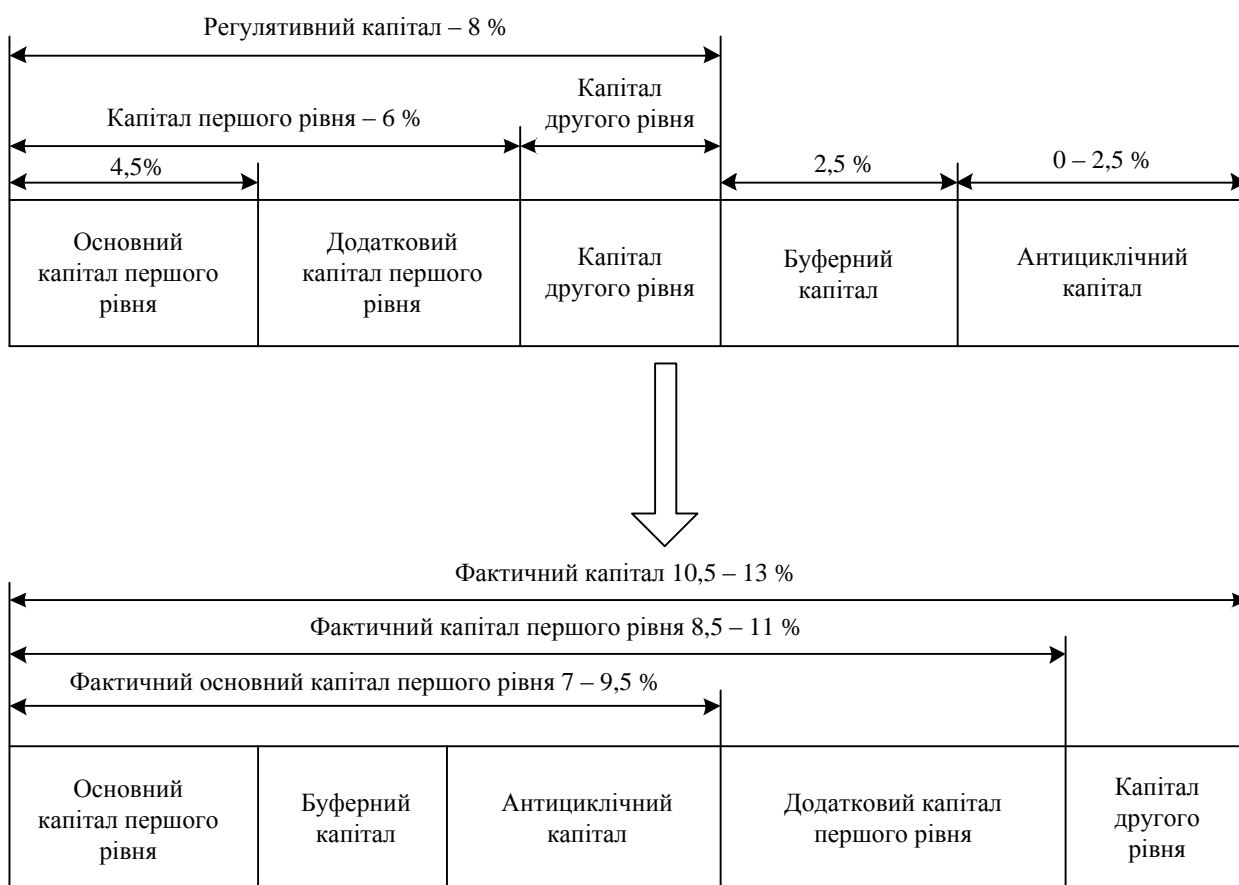 Регулятивний капітал – 8 %
Капітал першого рівня – 6 %
Капітал
другого рівня
4,5%
2,5 %
0 – 2,5 %
Основний
капітал першого
рівня
Додатковий
капітал першого
рівня
Капітал
другого рівня
Буферний
капітал
Антициклічний
капітал
Фактичний капітал 10,5 – 13 %
Фактичний капітал першого рівня 8,5 – 11 %
Фактичний основний капітал першого рівня 7 – 9,5 %
Основний
капітал першого
рівня
Буферний
капітал
Антициклічний
капітал
Додатковий капітал
першого рівня
Капітал
другого
рівня